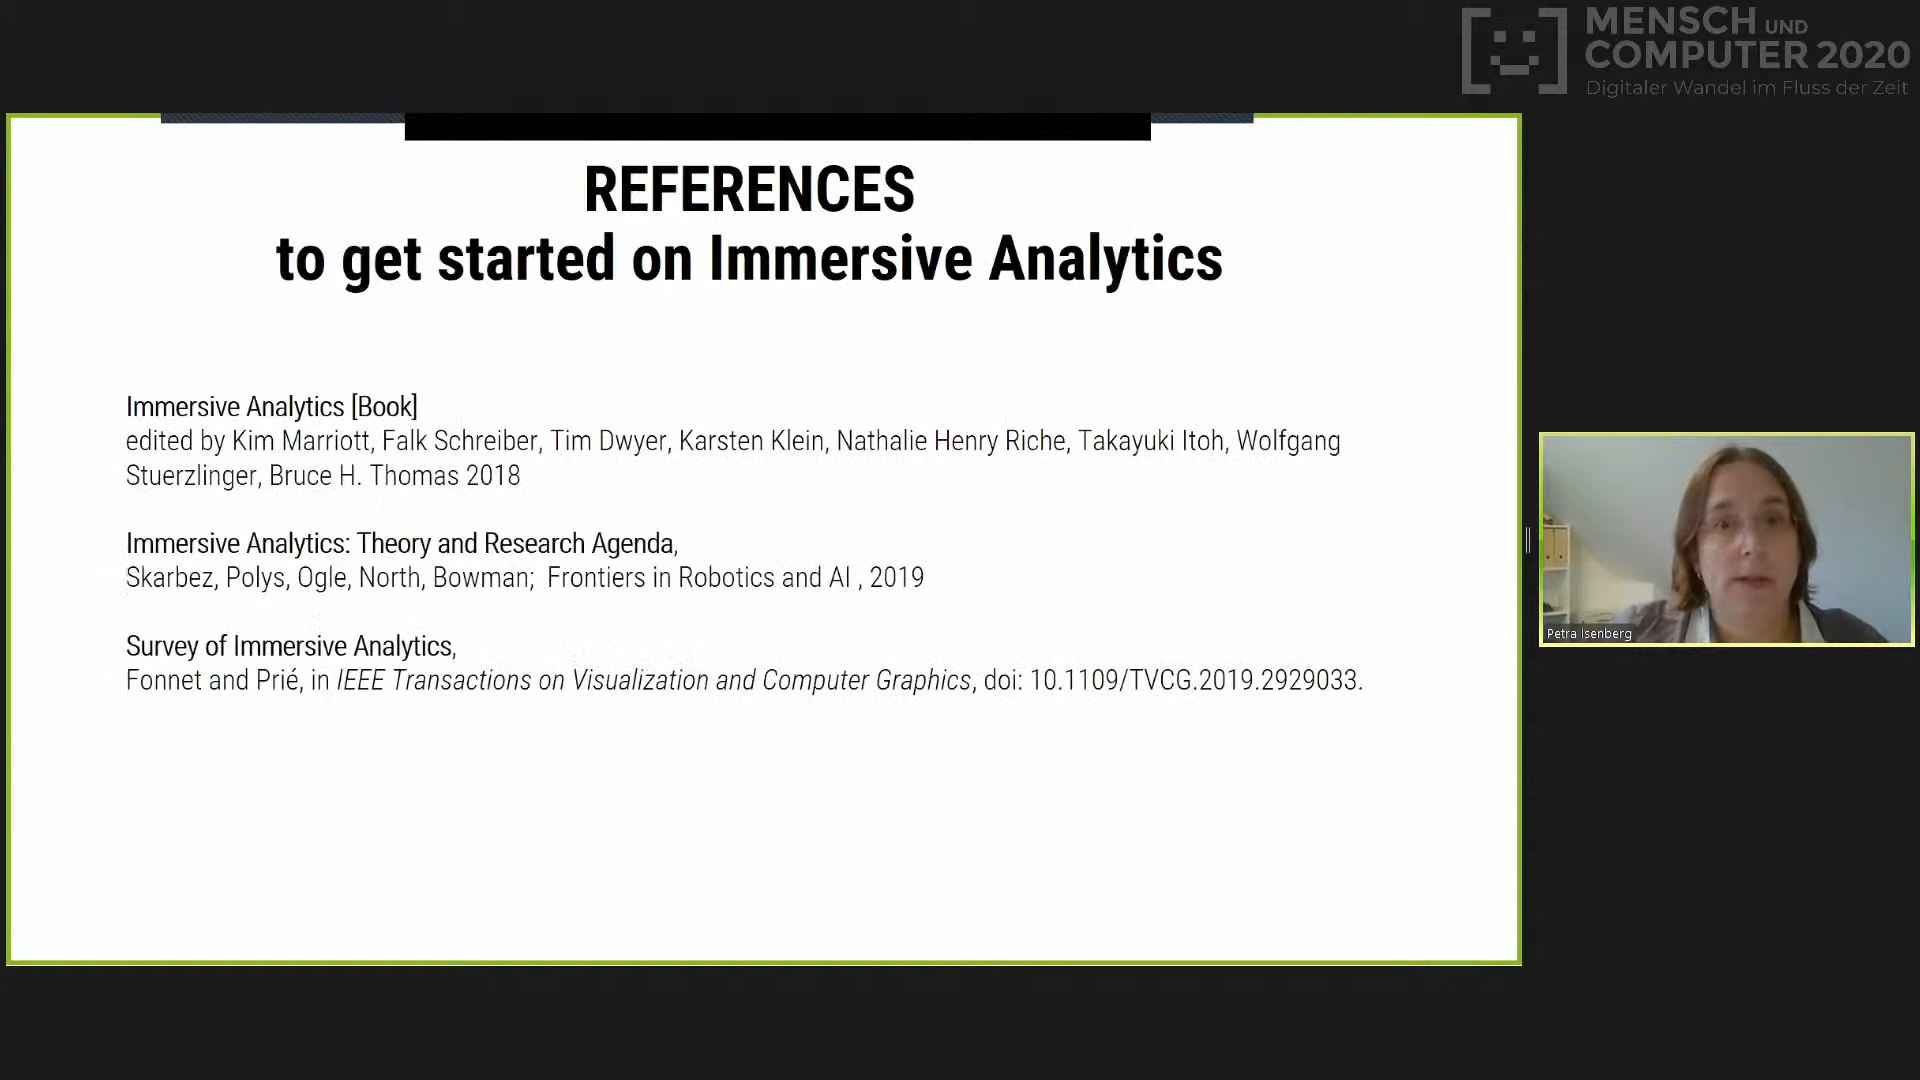 MENSCH UND
COMPUTER 2020
Digitaler Wandel im Fluss der Zeit
REFERENCES
to get started on Immersive Analytics
Immersive Analytics [Book]
edited by Kim Marriott, Falk Schreiber, Tim Dwyer, Karsten Klein, Nathalie Henry Riche, Takayuki Itoh, Wolfgang
Stuerzlinger, Bruce H. Thomas 2018
Immersive Analytics: Theory and Research Agenda,
Skarbez, Polys, Ogle, North, Bowman; Frontiers in Robotics and AI , 2019
Survey of Immersive Analytics,
Fonnet and Prié, in IEEE Transactions on Visualization and Computer Graphics, doi: 10.1109/TVCG.2019.2929033.
Petra Isenberg